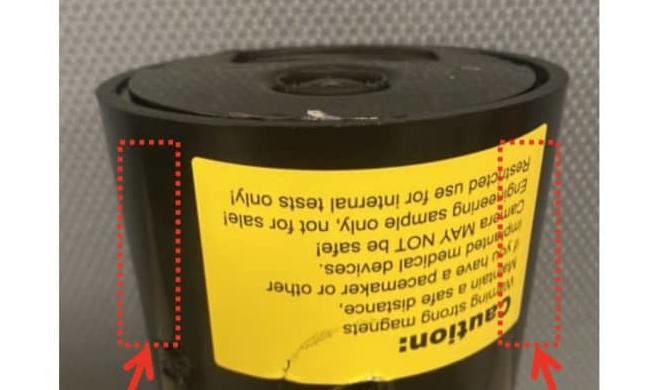 Caution:
Warning strong magnets
Maintain a safe distance,
if you have a pacemaker or other
implanted medical devices.
Camera MAY NOT be safe!
Engineering sample only, not for sale!
Restricted use for internal tests only!